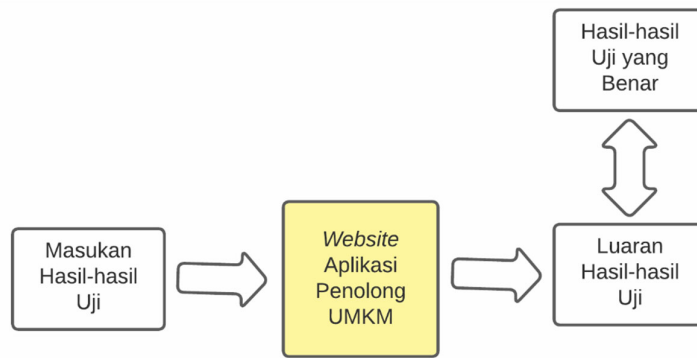 Hasil-hasil
Uji yang
Benar
Masukan
Hasil-hasil
Uji
Website
Aplikasi
Penolong
UMKM
Luaran
Hasil-hasil
Uji